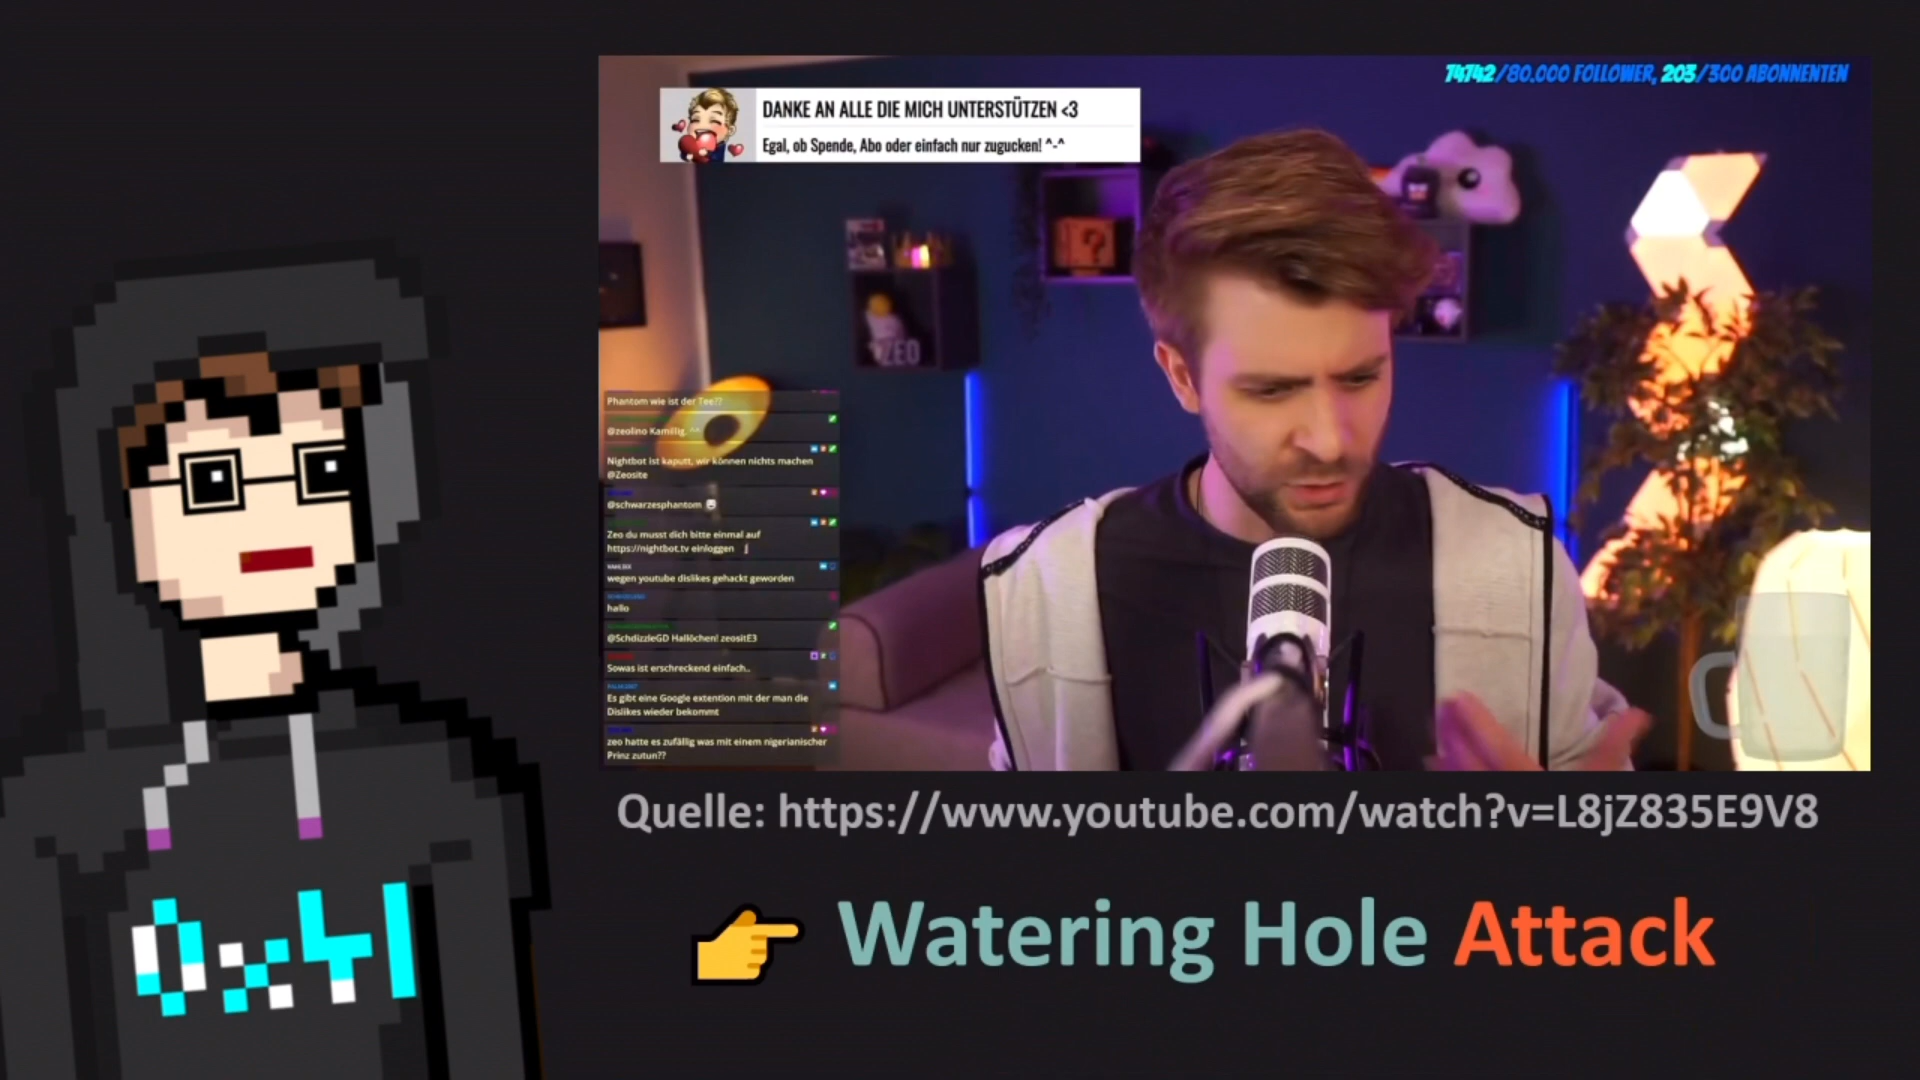 74742/80.000 FOLLOWER, 203/300 ABONNENTEN
DANKE AN ALLE DIE MICH UNTERSTÜTZEN <3
Egal, ob Spende, Abo oder einfach nur zugucken! ^-^
?
ZEO
Phantom wie ist der Tee??
@zeolino Kamillig. ^^
Nightbot ist kaputt, wir können nichts machen
@Zeosite
@schwarzesphantom
Zeo du musst dich bitte einmal auf
https://nightbot.tv einloggen
wegen youtube dislikes gehackt geworden
hallo
@SchdizzleGD Hallöchen! zeositE3
Sowas ist erschreckend einfach..
Es gibt eine Google extention mit der man die
Dislikes wieder bekommt
zeo hatte es zufällig was mit einem nigerianischer
Prinz zutun??
Quelle: https://www.youtube.com/watch?v=L8jZ835E9V8
Watering Hole Attack
0x41